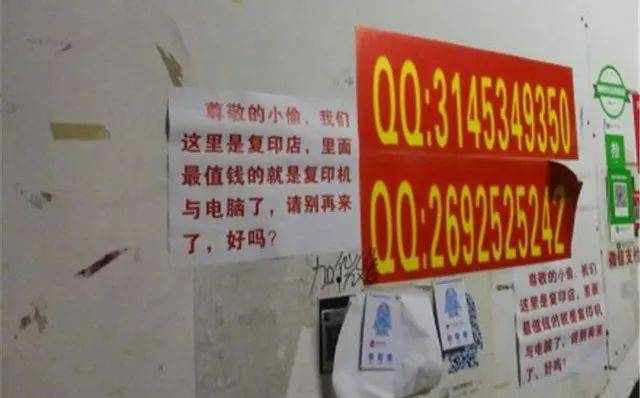 尊敬的小偷，我们
这里是复印店，里面
最值钱的就是复印机
与电脑了，请别再来
了，好吗？
QQ:3145349350
QQ:2692525242
尊敬的小偷，我们
这里是复印店，里面
最值钱的就是复印机
与电脑了，请别再来
了，好吗？